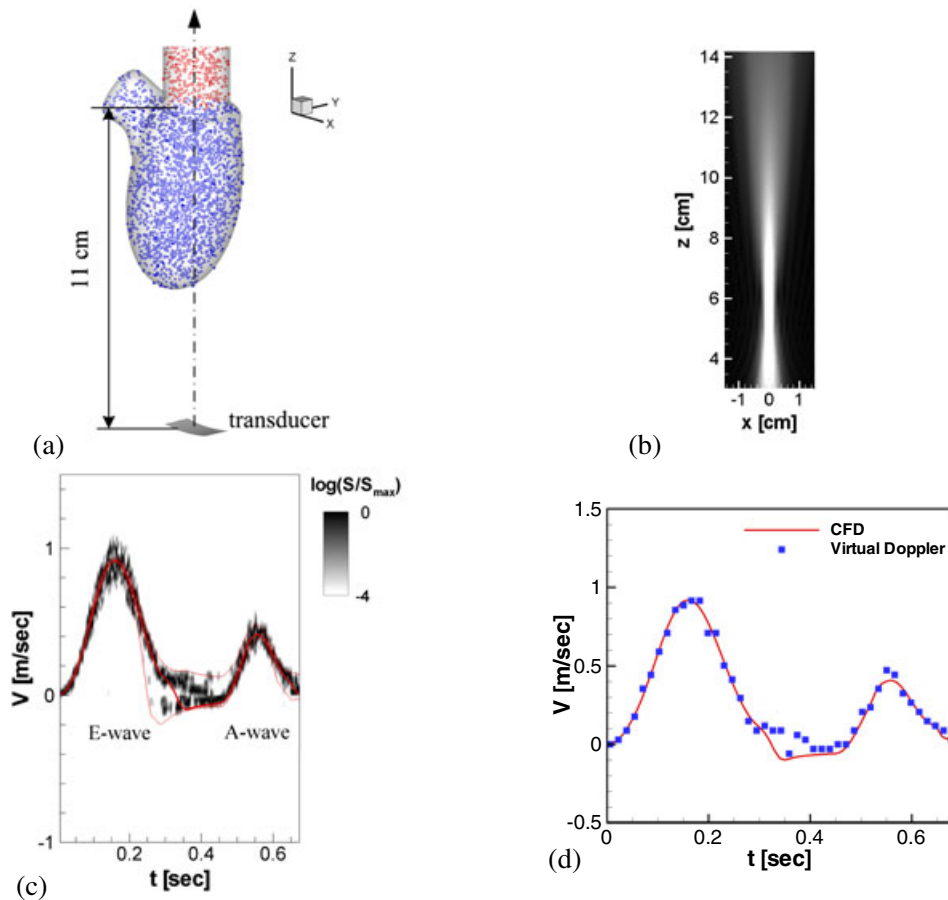 Z
Y
X
11 cm
transducer
(a)
14
12
10
8
6
4
z [cm]
-1 0 1
x [cm]
(b)
log(S/Smax)
0
-4
1
0
-1
V [m/sec]
E-wave
A-wave
0.2 0.4 0.6
t [sec]
(c)
1.5
1
0.5
0
-0.5
V [m/sec]
CFD
Virtual Doppler
0 0.2 0.4 0.6
t [sec]
(d)